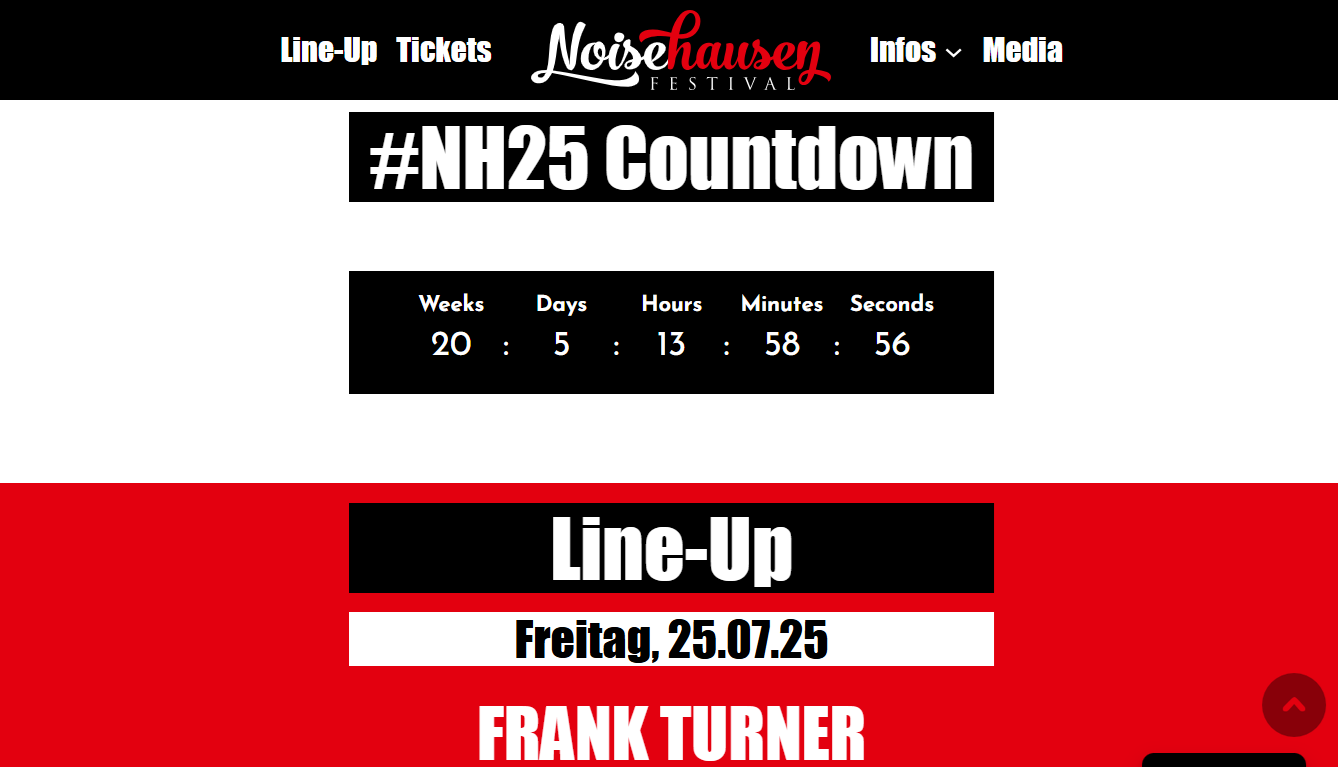 Line-Up Tickets Noisehausen Infos Media
FESTIVAL
#NH25 Countdown
Weeks Days Hours Minutes Seconds
20 : 5 : 13 : 58 : 56
Line-Up
Freitag, 25.07.25
FRANK TURNER